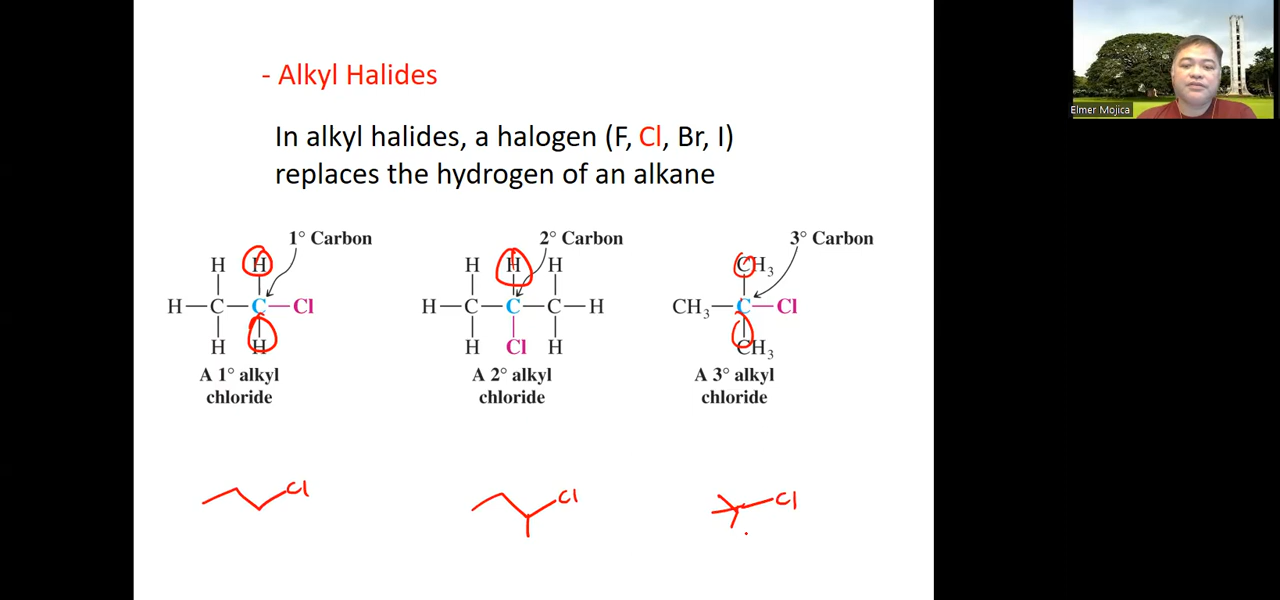 - Alkyl Halides
In alkyl halides, a halogen (F, Cl, Br, I)
replaces the hydrogen of an alkane
1° Carbon 2° Carbon 3° Carbon
H H H H H CH₃
H—C—C—Cl H—C—C—C—H CH₃—C—Cl
H H H Cl H CH₃
A 1° alkyl
chloride
A 2° alkyl
chloride
A 3° alkyl
chloride
Cl Cl Cl
Elmer Mojica